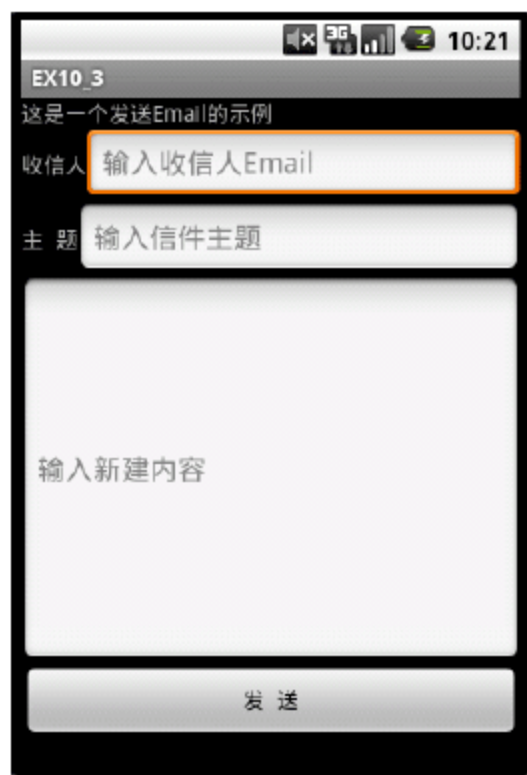 3G 10:21
EX10_3
这是一个发送Email的示例
收信人 输入收信人Email
主 题 输入信件主题
输入新建内容
发 送